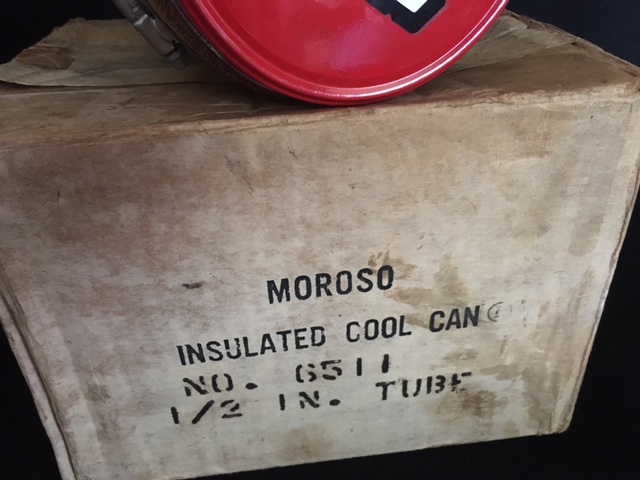 MOROSO
INSULATED COOL CAN
NO. 6511
1/2 IN. TUBE